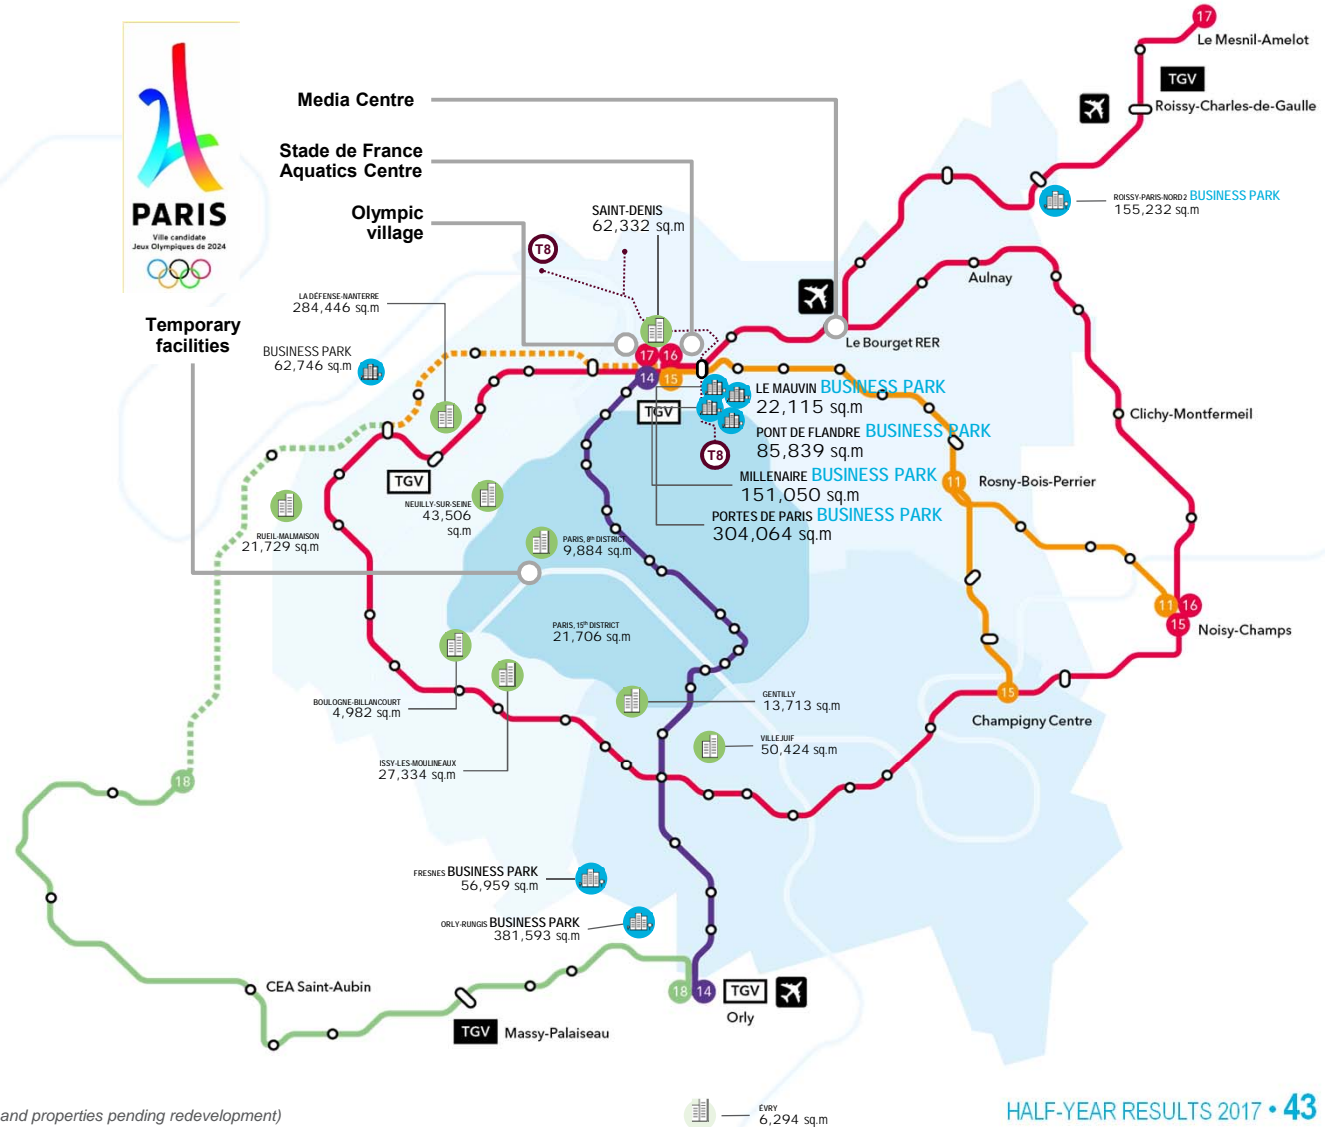 17
Le Mesnil-Amelot
TGV
Roissy-Charles-de-Gaulle
PARIS
Ville candidate
Jeux Olympiques de 2024
Media Centre
Stade de France
Aquatics Centre
Olympic
village
Temporary
facilities
ROISSY-PARIS-NORD 2 BUSINESS PARK
155,232 sq.m
SAINT-DENIS
62,332 sq.m
T8
Aulnay
LA DÉFENSE-NANTERRE
284,446 sq.m
BUSINESS PARK
62,746 sq.m
Le Bourget RER
17 16
14 15
TGV
LE MAUVIN BUSINESS PARK
22,115 sq.m
PONT DE FLANDRE BUSINESS PARK
85,839 sq.m
T8
MILLENAIRE BUSINESS PARK
151,050 sq.m
PORTES DE PARIS BUSINESS PARK
304,064 sq.m
Clichy-Montfermeil
11
Rosny-Bois-Perrier
TGV
NEUILLY-SUR-SEINE
43,506
sq.m
RUEIL-MALMAISON
21,729 sq.m
PARIS, 8th DISTRICT
9,884 sq.m
PARIS, 15th DISTRICT
21,706 sq.m
11 16
15
Noisy-Champs
BOULOGNE-BILLANCOURT
4,982 sq.m
GENTILLY
13,713 sq.m
15
Champigny Centre
VILLEJUIF
50,424 sq.m
ISSY-LES-MOULINEAUX
27,334 sq.m
18
FRESNES BUSINESS PARK
56,959 sq.m
ORLY-RUNGIS BUSINESS PARK
381,593 sq.m
CEA Saint-Aubin
18 14
TGV
Orly
TGV
Massy-Palaiseau
and properties pending redevelopment)
ÉVRY
6,294 sq.m
HALF-YEAR RESULTS 2017 • 43